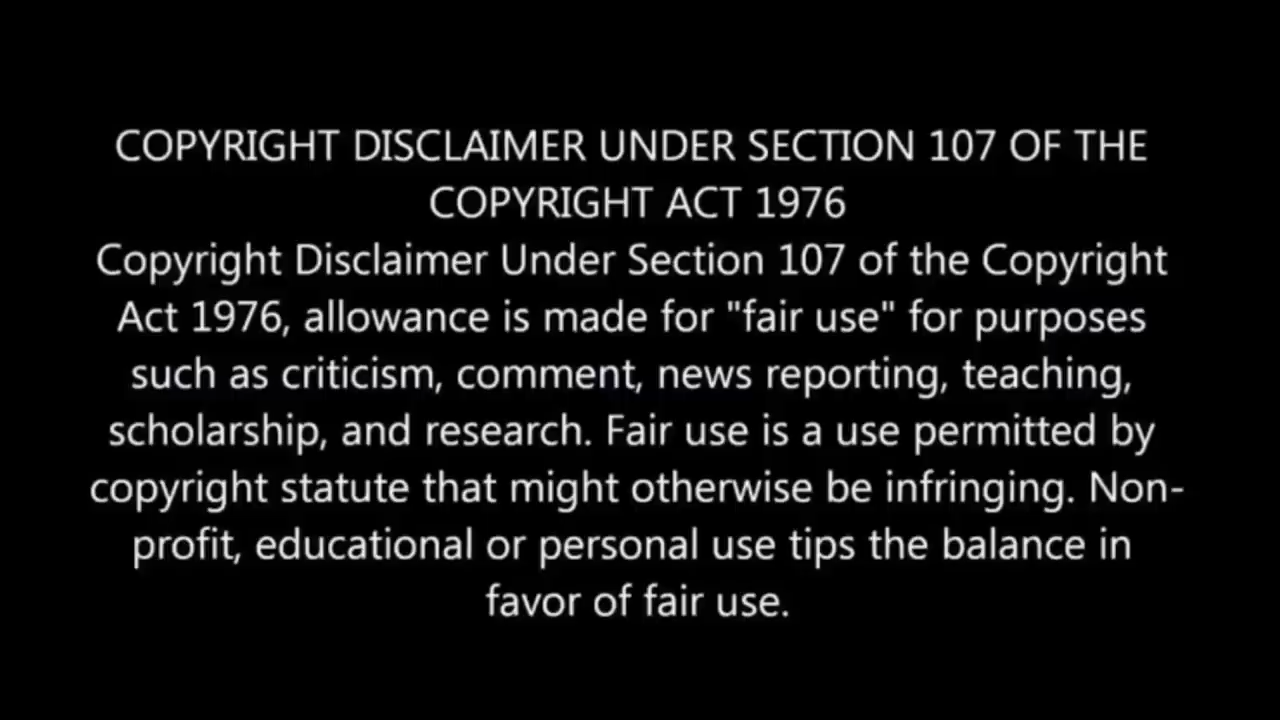 COPYRIGHT DISCLAIMER UNDER SECTION 107 OF THE
COPYRIGHT ACT 1976
Copyright Disclaimer Under Section 107 of the Copyright
Act 1976, allowance is made for "fair use" for purposes
such as criticism, comment, news reporting, teaching,
scholarship, and research. Fair use is a use permitted by
copyright statute that might otherwise be infringing. Non-
profit, educational or personal use tips the balance in
favor of fair use.